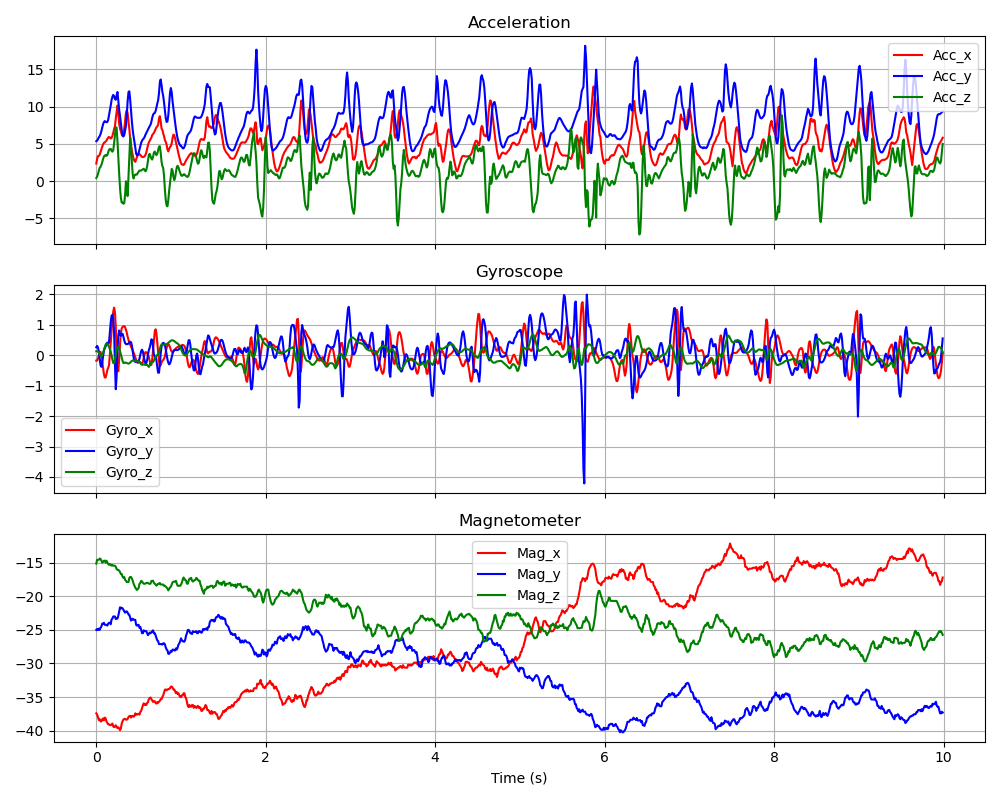 Acceleration
15
10
5
0
−5
Acc_x
Acc_y
Acc_z
Gyroscope
2
1
0
−1
−2
−3
−4
Gyro_x
Gyro_y
Gyro_z
Magnetometer
−15
−20
−25
−30
−35
−40
Mag_x
Mag_y
Mag_z
0 2 4 6 8 10
Time (s)